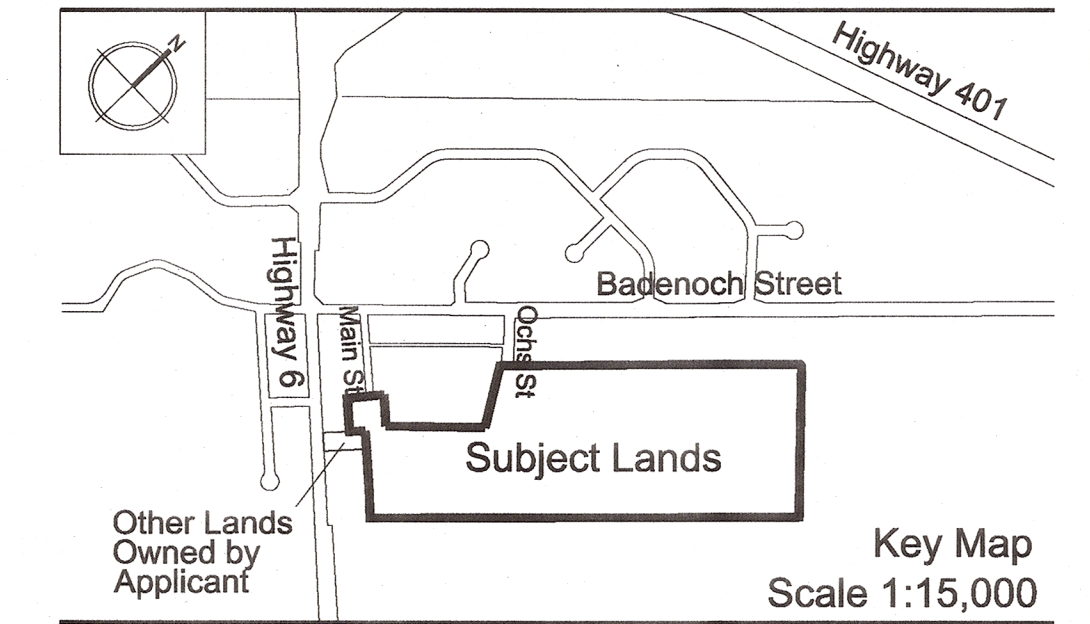 N
Highway 401
Highway 6
Badenoch Street
Main St
Ochs St
Subject Lands
Other Lands
Owned by
Applicant
Key Map
Scale 1:15,000